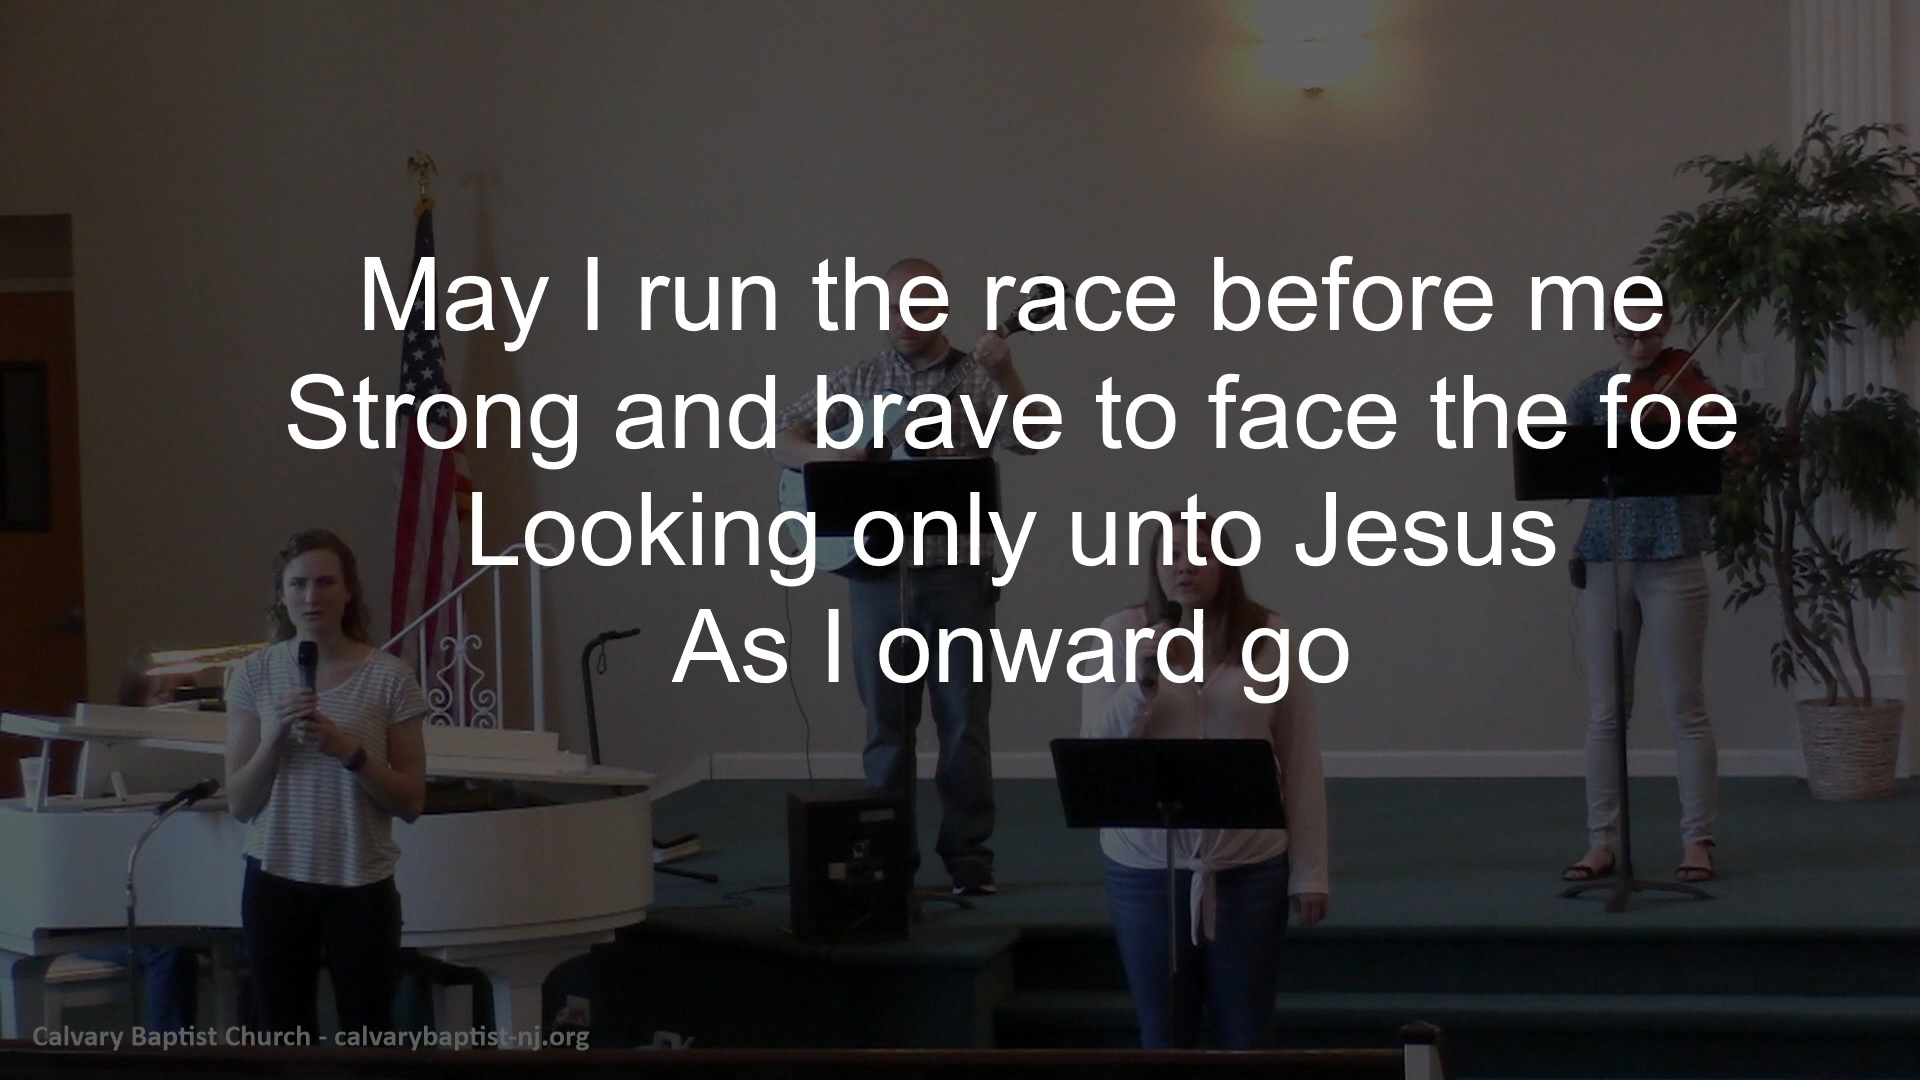 May I run the race before me
Strong and brave to face the foe
Looking only unto Jesus
As I onward go
Calvary Baptist Church - calvarybaptist-nj.org